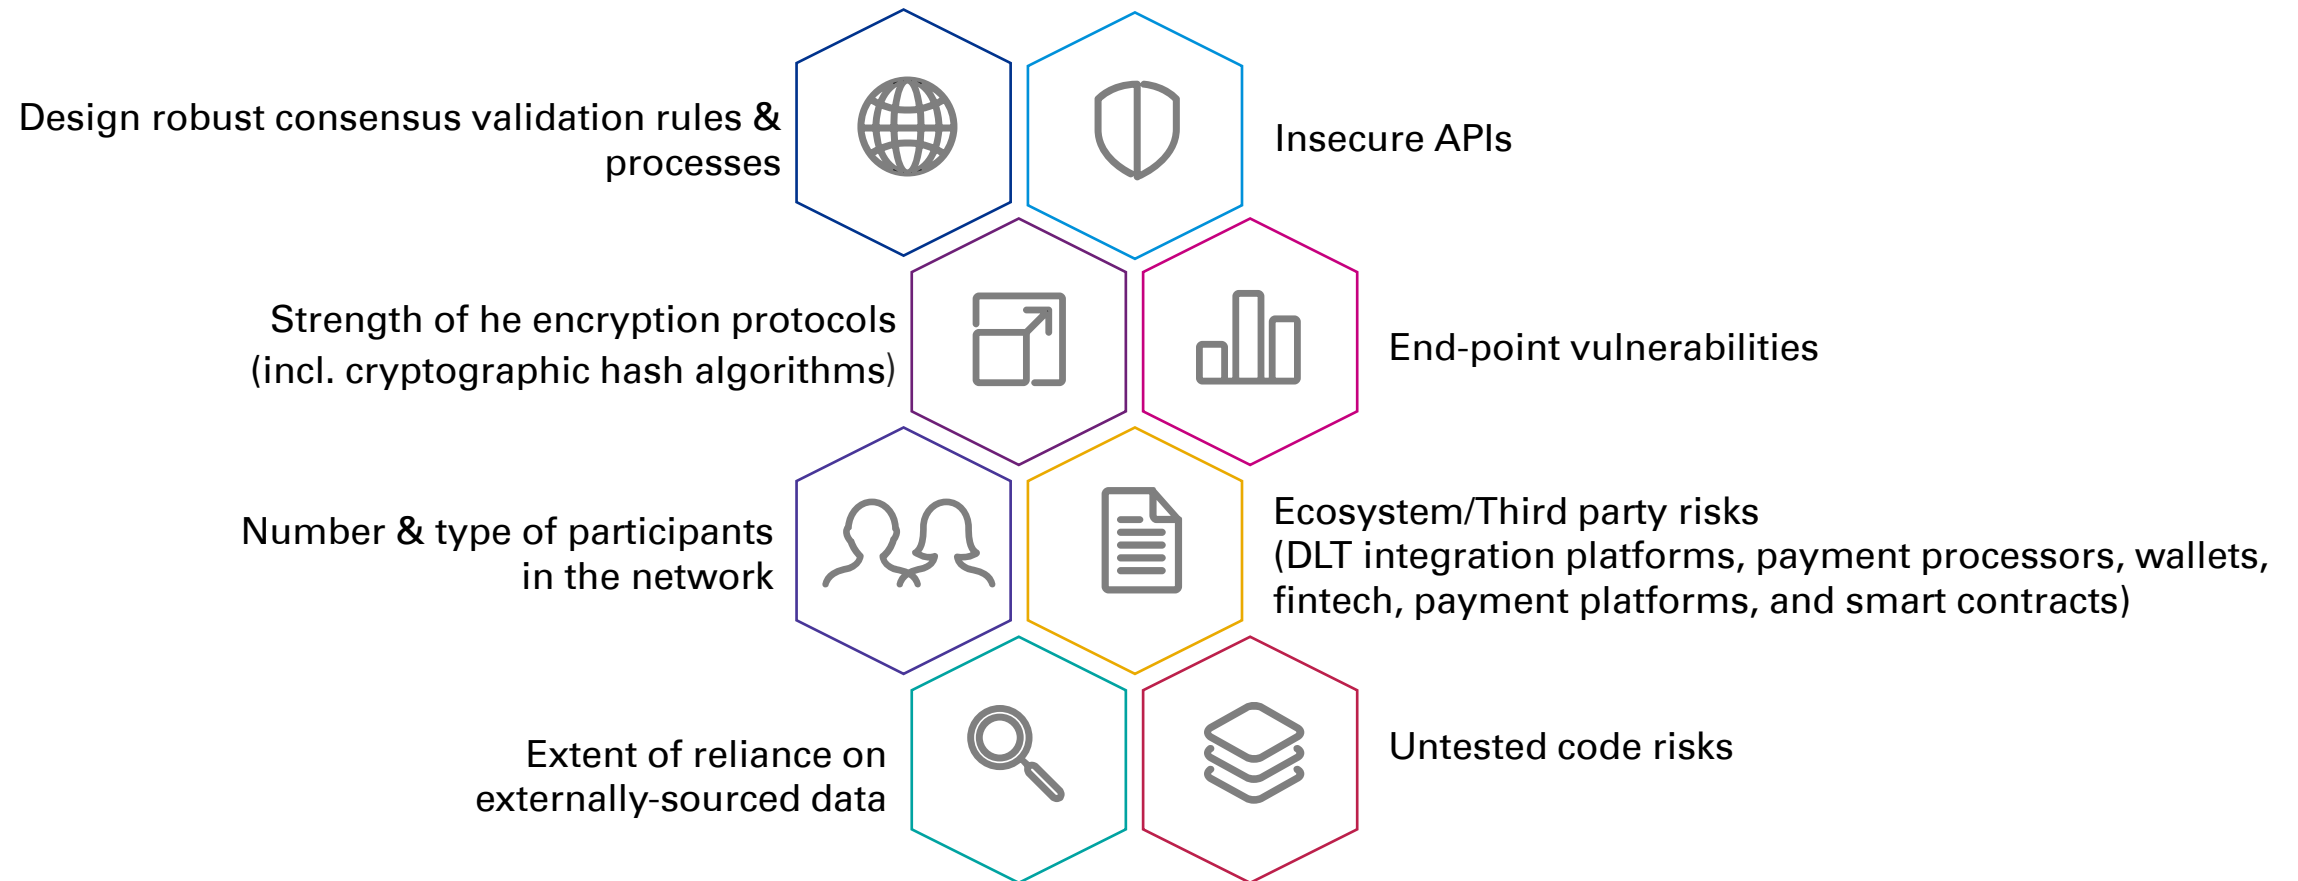 Design robust consensus validation rules &
processes
Insecure APIs
Strength of he encryption protocols
(incl. cryptographic hash algorithms)
End-point vulnerabilities
Number & type of participants
in the network
Ecosystem/Third party risks
(DLT integration platforms, payment processors, wallets,
fintech, payment platforms, and smart contracts)
Extent of reliance on
externally-sourced data
Untested code risks